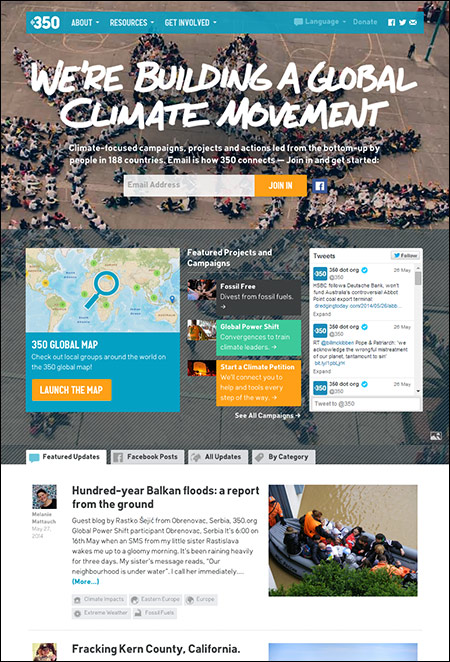 350
ABOUT
RESOURCES
GET INVOLVED
Language
Donate
WE'RE BUILDING A GLOBAL
CLIMATE MOVEMENT
Climate-focused campaigns, projects and actions led from the bottom-up by
people in 188 countries. Email is how 350 connects — Join in and get started:
Email Address
JOIN IN
350 GLOBAL MAP
Check out local groups around the world on
the 350 global map!
LAUNCH THE MAP
Featured Projects and
Campaigns
Fossil Free
Divest from fossil fuels.
→
Global Power Shift
Convergences to train
climate leaders. →
Start a Climate Petition
We'll connect you to
help and tools every
step of the way. →
See All Campaigns →
Tweets
Follow
350 dot org
26 May
@350
HSBC, Nttowa Deutsche Bank, won't
fund Australia's controversial Abbot
Point coal export terminal
dredgingtoday.com/2014/05/26/abb...
Expand
350 dot org
26 May
@350
RT @billmckibben Pope & Patriarch: 'we
acknowledge the wrongful mistreatment
of our planet, tantamount to sin'
Expand
350 dot org
26 May
@350
Tweet to @350
Featured Updates
Facebook Posts
All Updates
By Category
Melanie
Mattauch
May 27,
2014
Hundred-year Balkan floods: a report
from the ground
Guest blog by Rastko Šejić from Obrenovac, Serbia, 350.org
Global Power Shift participant Obrenovac, Serbia It's 6:00 on
16th May when an SMS from my little sister Rastislava
wakes me up to a gloomy morning. It's been raining heavily
for three days. My sister's message reads, "Our
neighbourhood is under water". I call her immediately....
(More...)
Climate Impacts
Eastern Europe
Europe
Extreme Weather
Fossil Fuels
Fracking Kern County, California.